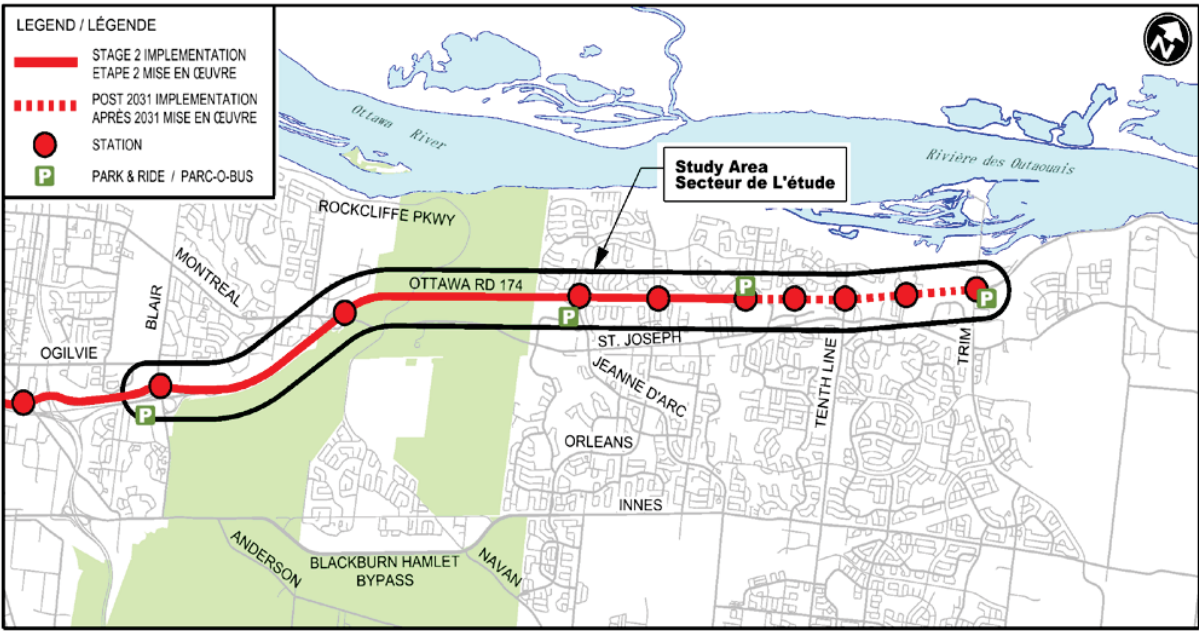 LEGEND / LÉGENDE
STAGE 2 IMPLEMENTATION
ETAPE 2 MISE EN ŒUVRE
POST 2031 IMPLEMENTATION
APRÈS 2031 MISE EN ŒUVRE
STATION
P
PARK & RIDE / PARC-O-BUS
N
Ottawa River
Rivière des Outaouais
Study Area
Secteur de L'étude
ROCKCLIFFE PKWY
MONTREAL
BLAIR
OGILVIE
OTTAWA RD 174
P
P
P
P
ST. JOSEPH
JEANNE D'ARC
TENTH LINE
TRIM
ORLEANS
INNES
ANDERSON
BLACKBURN HAMLET
BYPASS
NAVAN